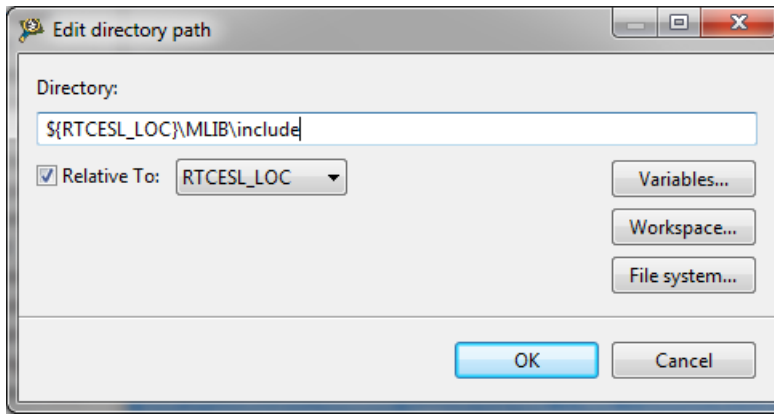 Edit directory path
Directory:
${RTCESL_LOC}\MLIB\include
Relative To: RTCESL_LOC
Variables...
Workspace...
File system...
OK Cancel